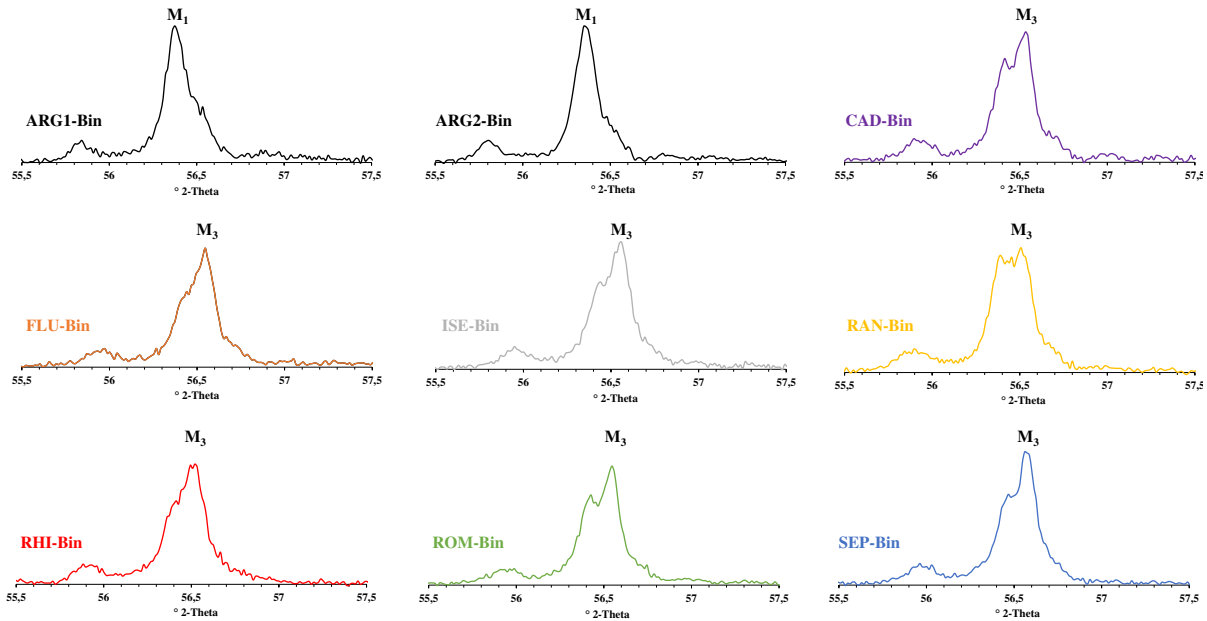 M₁ M₁ M₃
ARG1-Bin ARG2-Bin CAD-Bin
55,5 56 56,5 57 57,5 55,5 56 56,5 57 57,5 55,5 56 56,5 57 57,5
° 2-Theta ° 2-Theta ° 2-Theta
M₃ M₃ M₃
FLU-Bin ISE-Bin RAN-Bin
55,5 56 56,5 57 57,5 55,5 56 56,5 57 57,5 55,5 56 56,5 57 57,5
° 2-Theta ° 2-Theta ° 2-Theta
M₃ M₃ M₃
RHI-Bin ROM-Bin SEP-Bin
55,5 56 56,5 57 57,5 55,5 56 56,5 57 57,5 55,5 56 56,5 57 57,5
° 2-Theta ° 2-Theta ° 2-Theta